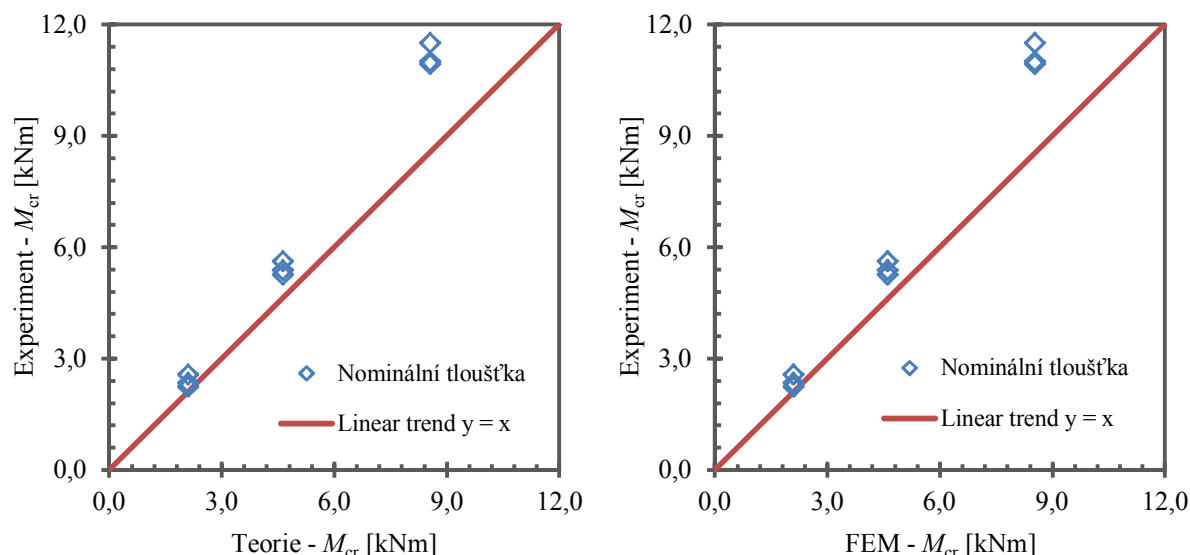 12,0
9,0
6,0
3,0
0,0
Experiment - Mcr [kNm]
Nominální tloušťka
Linear trend y = x
0,0 3,0 6,0 9,0 12,0
Teorie - Mcr [kNm]
12,0
9,0
6,0
3,0
0,0
Experiment - Mcr [kNm]
Nominální tloušťka
Linear trend y = x
0,0 3,0 6,0 9,0 12,0
FEM - Mcr [kNm]